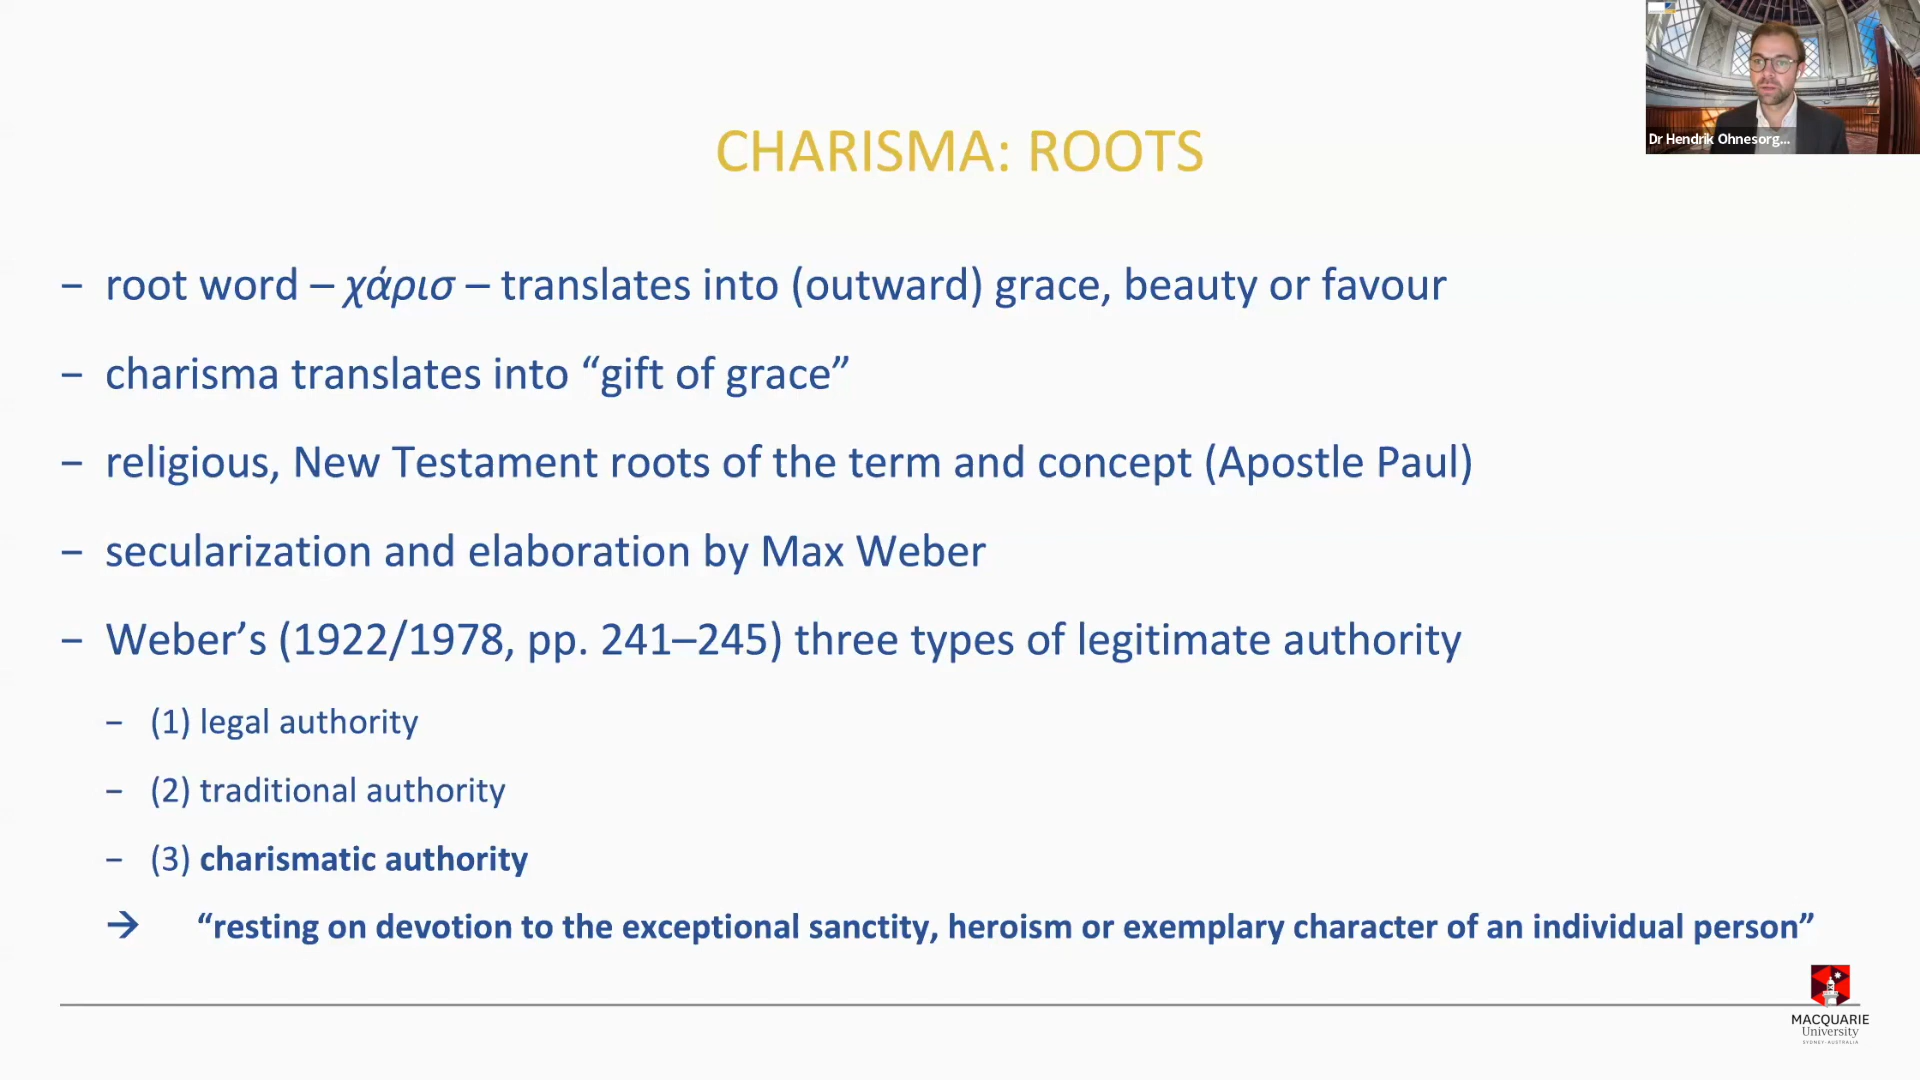 Dr Hendrik Ohnesorg...
CHARISMA: ROOTS
– root word – χάρισ – translates into (outward) grace, beauty or favour
– charisma translates into “gift of grace”
– religious, New Testament roots of the term and concept (Apostle Paul)
– secularization and elaboration by Max Weber
– Weber’s (1922/1978, pp. 241–245) three types of legitimate authority
– (1) legal authority
– (2) traditional authority
– (3) charismatic authority
→ “resting on devotion to the exceptional sanctity, heroism or exemplary character of an individual person”
MACQUARIE
University
SYDNEY·AUSTRALIA